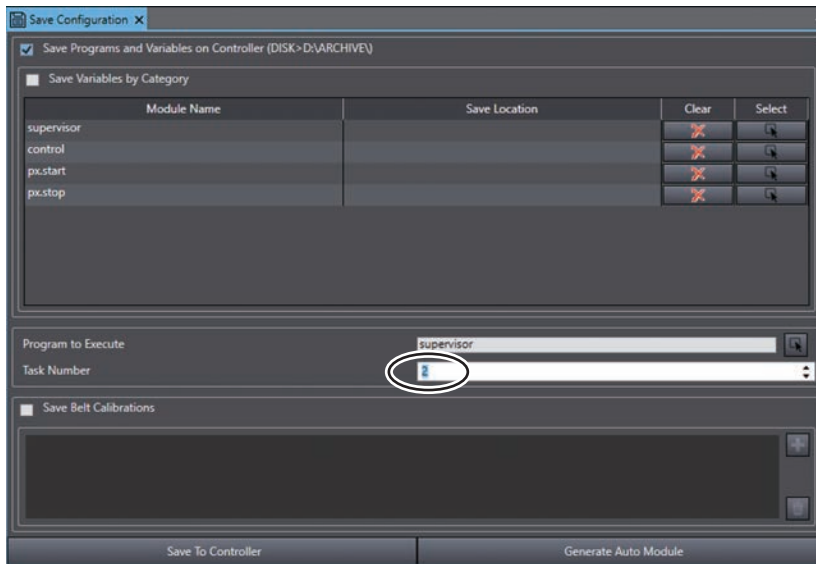 Save Configuration X
Save Programs and Variables on Controller (DISK>D:\ARCHIVE\)
Save Variables by Category
Module Name Save Location Clear Select
supervisor
control
px.start
px.stop
Program to Execute supervisor
Task Number 2
Save Belt Calibrations
Save To Controller Generate Auto Module